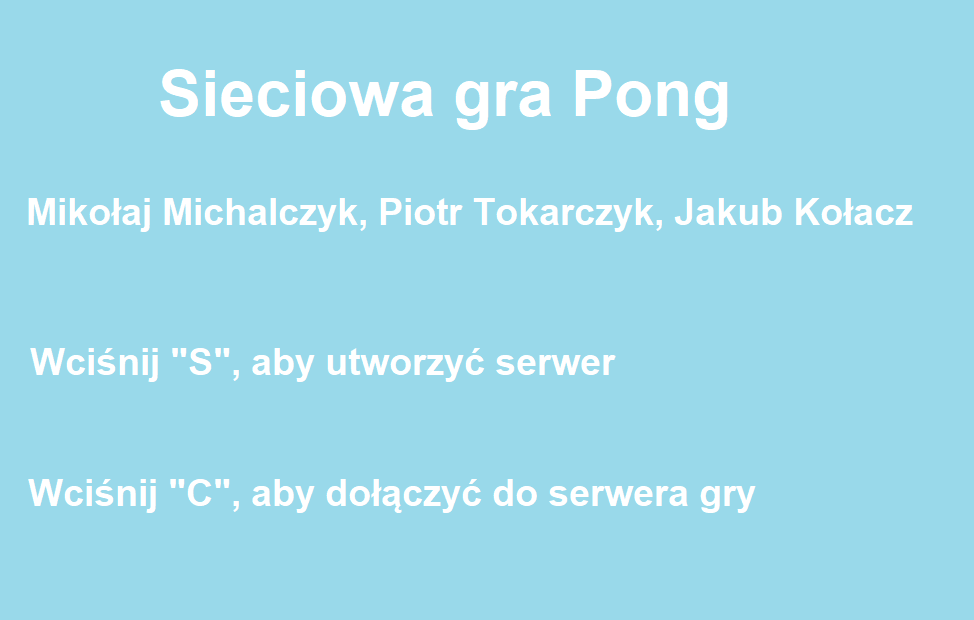 Sieciowa gra Pong
Mikołaj Michalczyk, Piotr Tokarczyk, Jakub Kołacz
Wciśnij "S", aby utworzyć serwer
Wciśnij "C", aby dołączyć do serwera gry